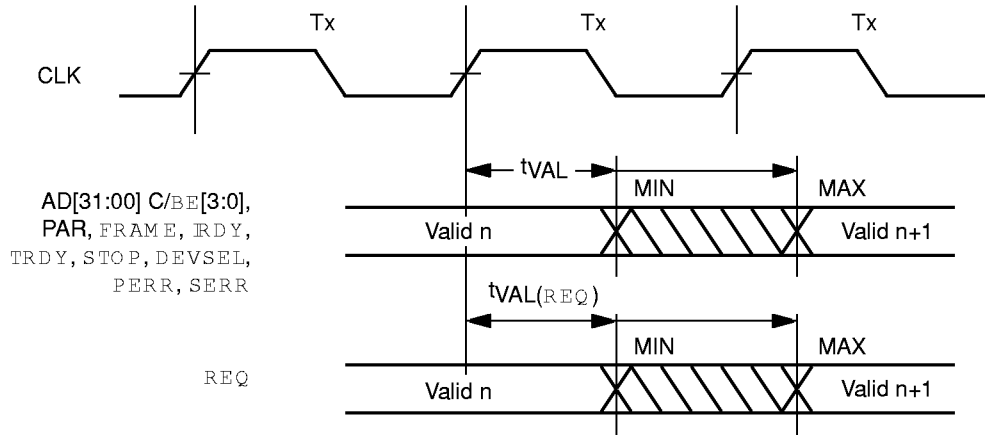 Tx Tx Tx
CLK
tVAL
MIN MAX
AD[31:00] C/BE[3:0],
PAR, FRAME, IRDY,
TRDY, STOP, DEVSEL,
PERR, SERR
Valid n Valid n+1
tVAL(REQ)
MIN MAX
REQ
Valid n Valid n+1